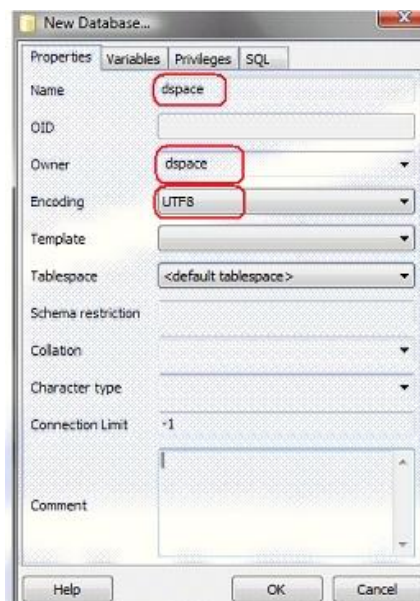 New Database...
Properties Variables Privileges SQL
Name dspace
OID
Owner dspace
Encoding UTF8
Template
Tablespace <default tablespace>
Schema restriction
Collation
Character type
Connection Limit -1
Comment
Help OK Cancel